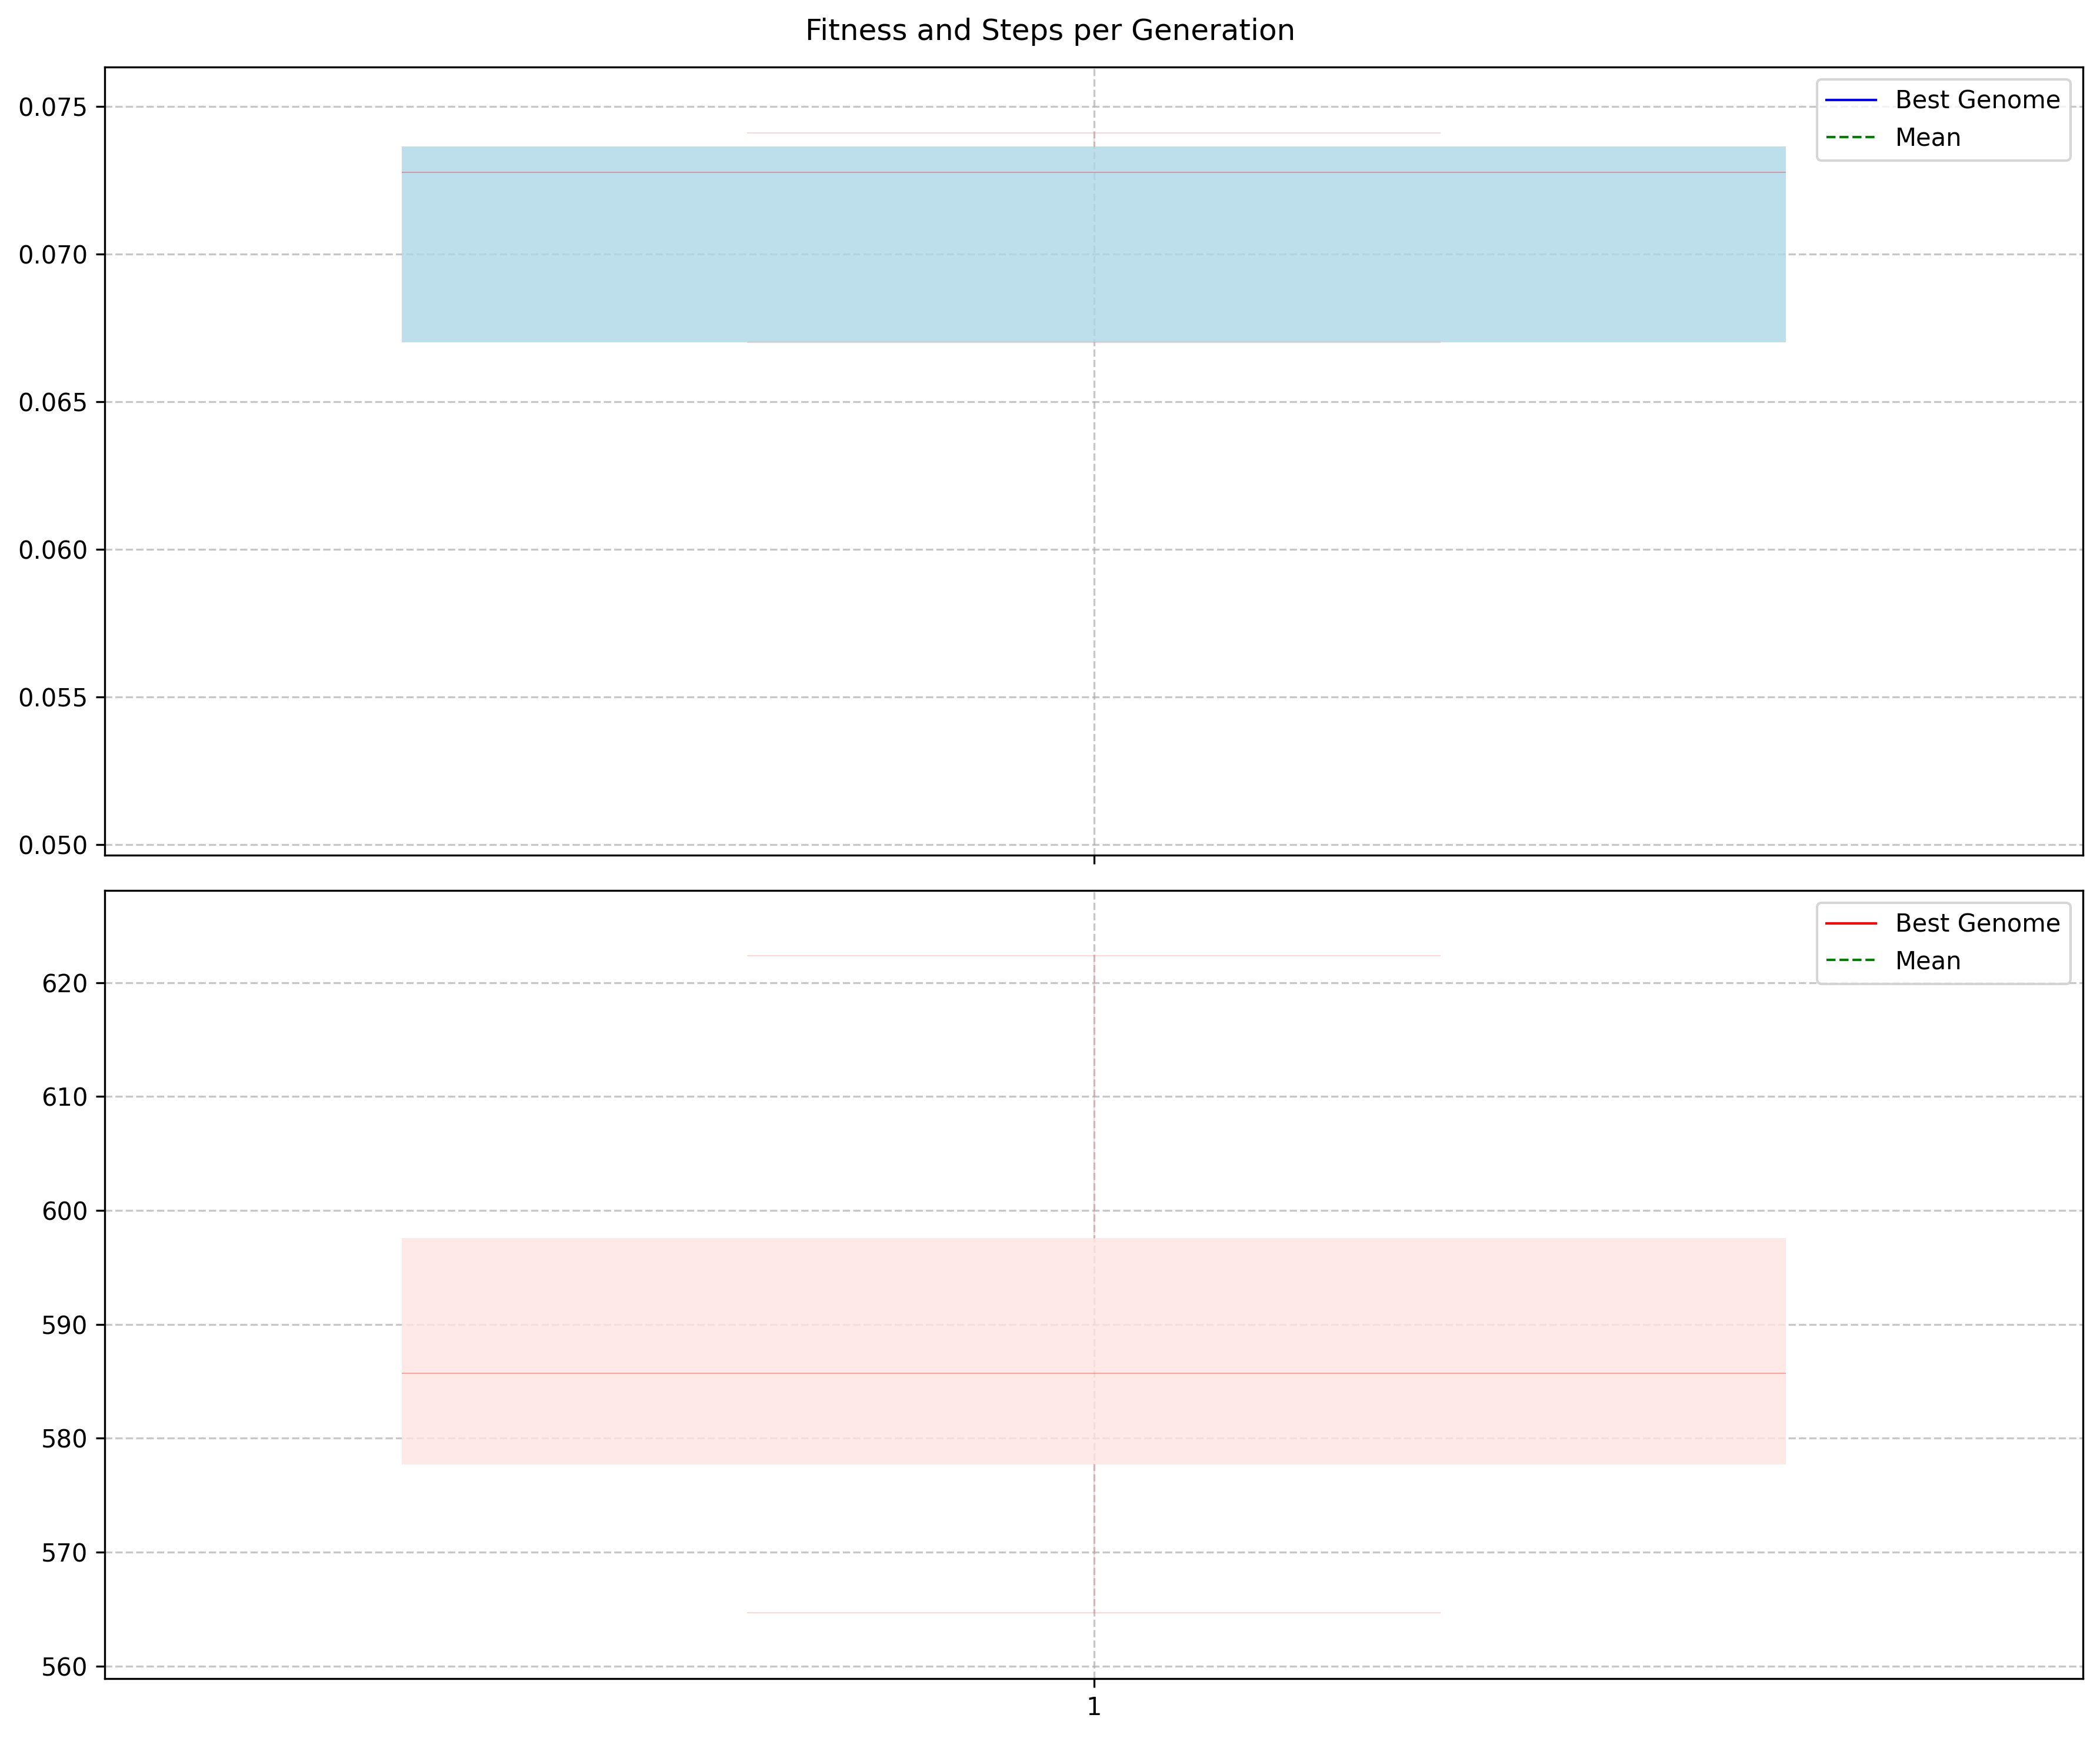 Fitness and Steps per Generation
0.075
0.070
0.065
0.060
0.055
0.050
Best Genome
Mean
620
610
600
590
580
570
560
Best Genome
Mean
1